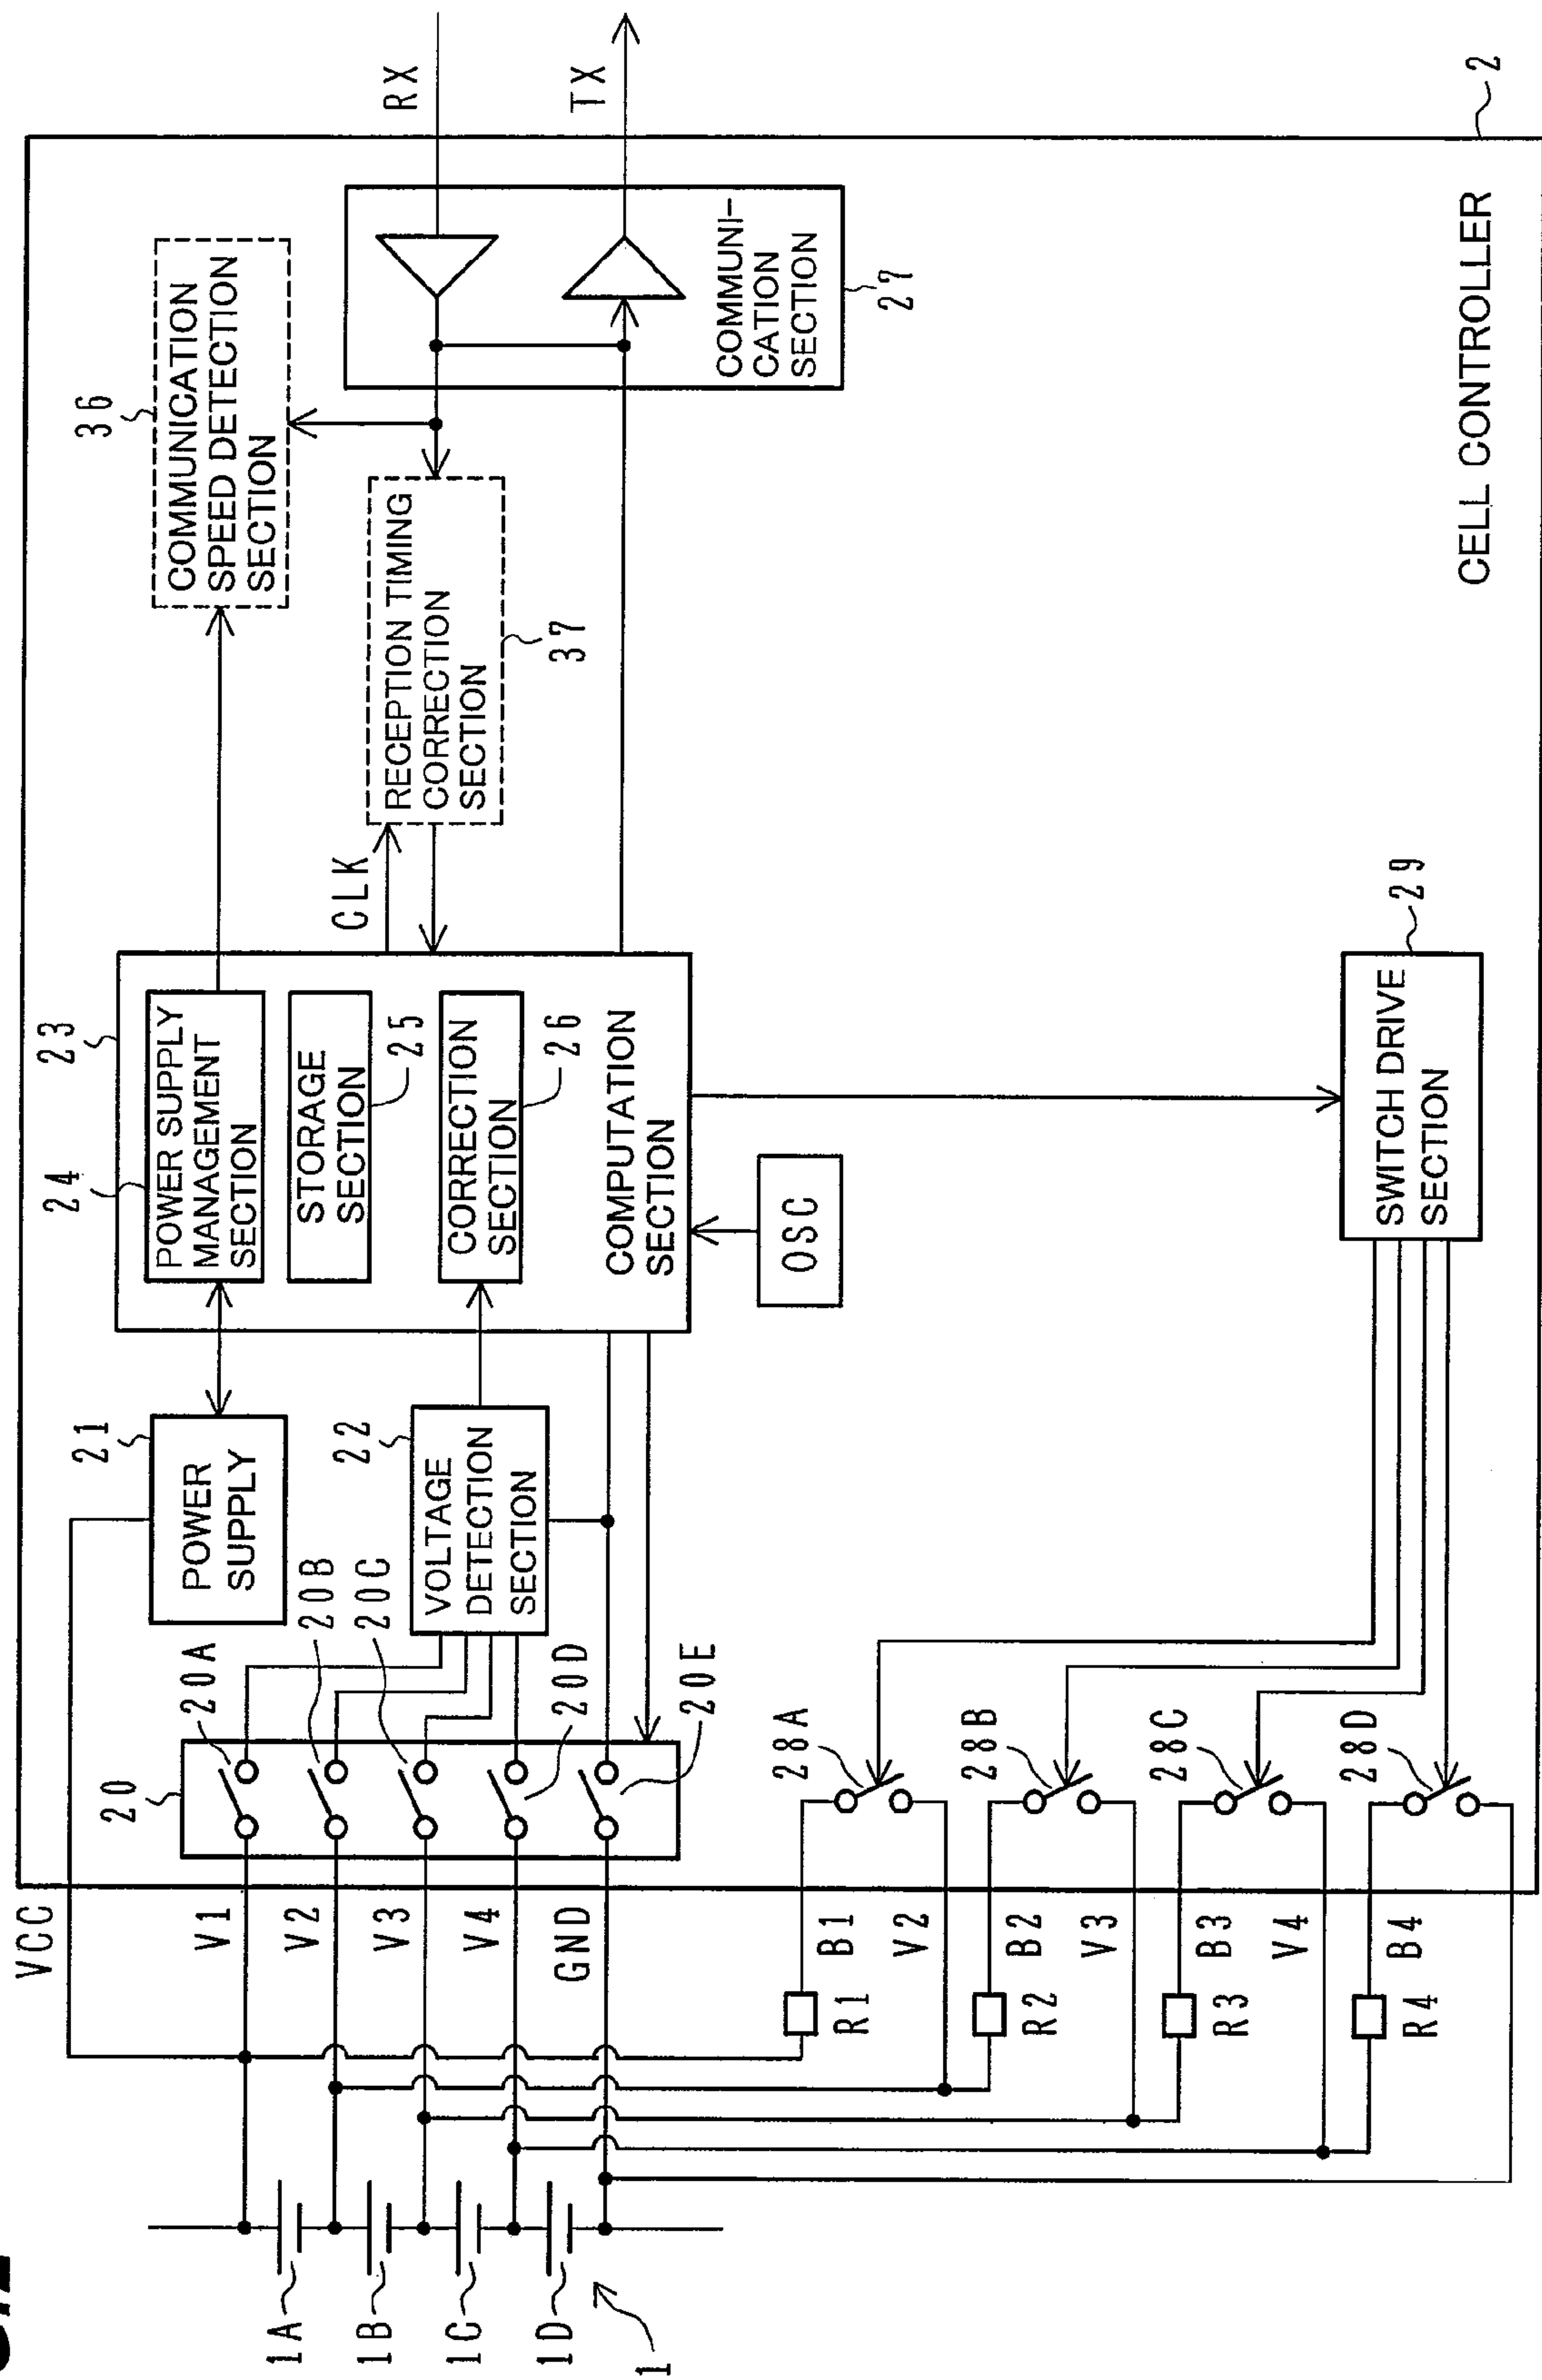 VCC
V1
V2
V3
V4
GND
1A
1B
1C
1D
1
20
20A
20B
20C
20D
20E
21
POWER
SUPPLY
22
VOLTAGE
DETECTION
SECTION
23
24
POWER SUPPLY
MANAGEMENT
SECTION
STORAGE
SECTION
25
CORRECTION
SECTION
26
COMPUTATION
SECTION
OSC
CLK
36
COMMUNICATION
SPEED DETECTION
SECTION
RECEPTION TIMING
CORRECTION
SECTION
37
COMMUNI-
CATION
SECTION
27
RX
TX
B1
V2
B2
V3
B3
V4
B4
R1
R2
R3
R4
28A
28B
28C
28D
SWITCH DRIVE
SECTION
29
CELL CONTROLLER
2